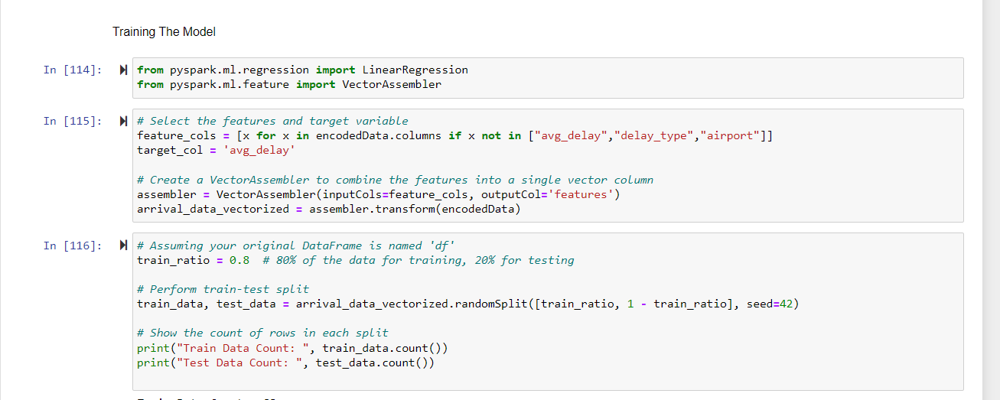 Training The Model
In [114]:
from pyspark.ml.regression import LinearRegression
from pyspark.ml.feature import VectorAssembler
In [115]:
# Select the features and target variable
feature_cols = [x for x in encodedData.columns if x not in ["avg_delay","delay_type","airport"]]
target_col = 'avg_delay'
# Create a VectorAssembler to combine the features into a single vector column
assembler = VectorAssembler(inputCols=feature_cols, outputCol='features')
arrival_data_vectorized = assembler.transform(encodedData)
In [116]:
# Assuming your original DataFrame is named 'df'
train_ratio = 0.8  # 80% of the data for training, 20% for testing
# Perform train-test split
train_data, test_data = arrival_data_vectorized.randomSplit([train_ratio, 1 - train_ratio], seed=42)
# Show the count of rows in each split
print("Train Data Count: ", train_data.count())
print("Test Data Count: ", test_data.count())